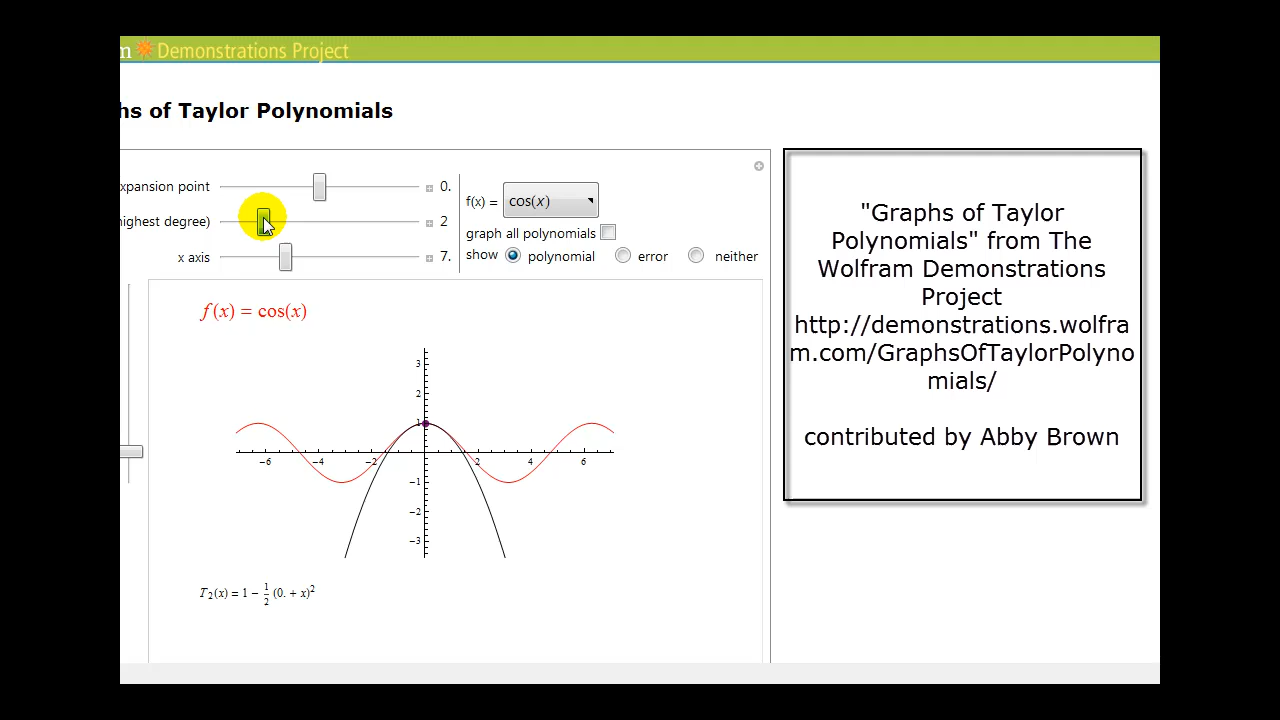 m Demonstrations Project
hs of Taylor Polynomials
xpansion point 0.
highest degree) 2
x axis 7.
f(x) = cos(x)
graph all polynomials
show polynomial error neither
f(x) = cos(x)
3
2
1
−6 −4 −2 2 4 6
−1
−2
−3
T2(x) = 1 − 1/2 (0. + x)^2
"Graphs of Taylor
Polynomials" from The
Wolfram Demonstrations
Project
http://demonstrations.wolfra
m.com/GraphsOfTaylorPolyno
mials/
contributed by Abby Brown